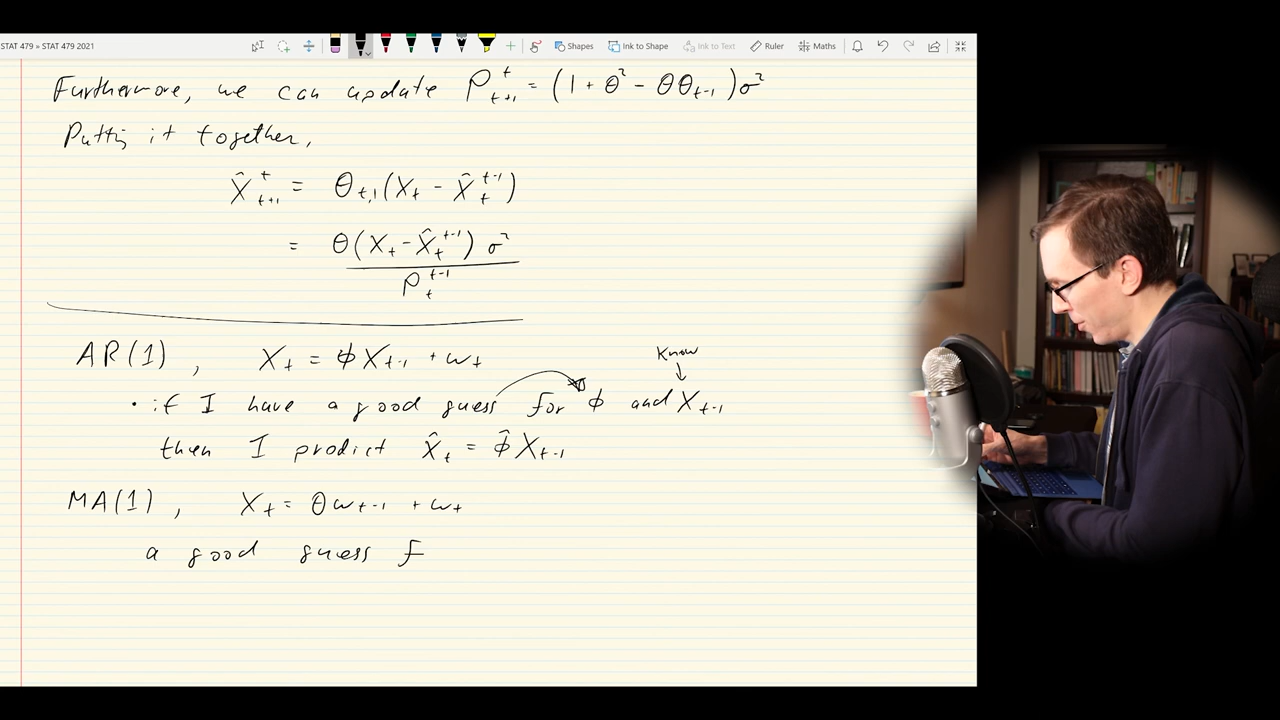 STAT 479 » STAT 479 2021
Shapes Ink to Shape Ink to Text Ruler Maths
Furthermore, we can update P^t_{t+1} = (1 + θ² - θθ_{t-1})σ²
Putting it together,
X̂^t_{t+1} = θ_{t,1}(X_t - X̂^{t-1}_t)
= θ(X_t - X̂^{t-1}_t) σ² / P^{t-1}_t
AR(1), X_t = ϕX_{t-1} + w_t
Know
↓
• if I have a good guess for ϕ and X_{t-1}
then I predict X̂_t = ϕ̂X_{t-1}
MA(1), X_t = θw_{t-1} + w_t
a good guess f